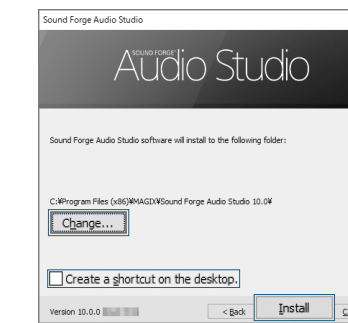 Sound Forge Audio Studio
SOUND FORGE™
Audio Studio
Sound Forge Audio Studio software will install to the following folder:
C:¥Program Files (x86)¥MAGIX¥Sound Forge Audio Studio 10.0¥
Change...
Create a shortcut on the desktop.
Version 10.0.0
< Back
Install